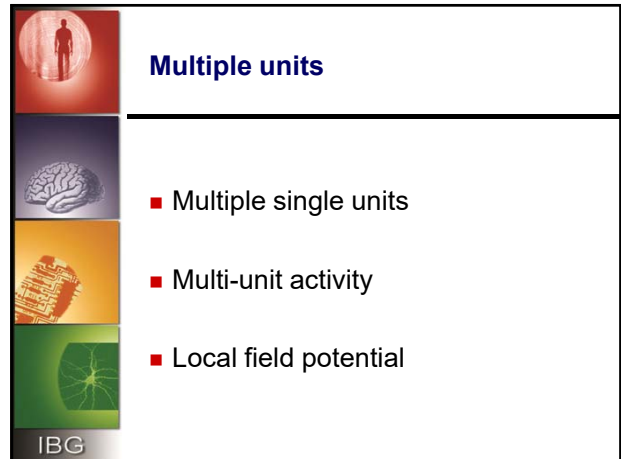 Multiple units
Multiple single units
Multi-unit activity
Local field potential
IBG